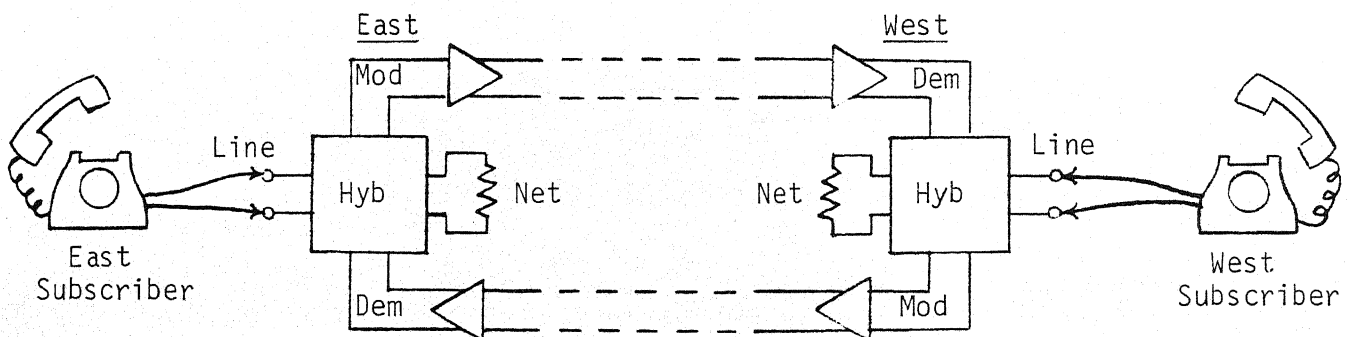 East
West
Mod
Dem
Line
Line
Hyb
Net
Net
Hyb
East
Subscriber
West
Subscriber
Dem
Mod